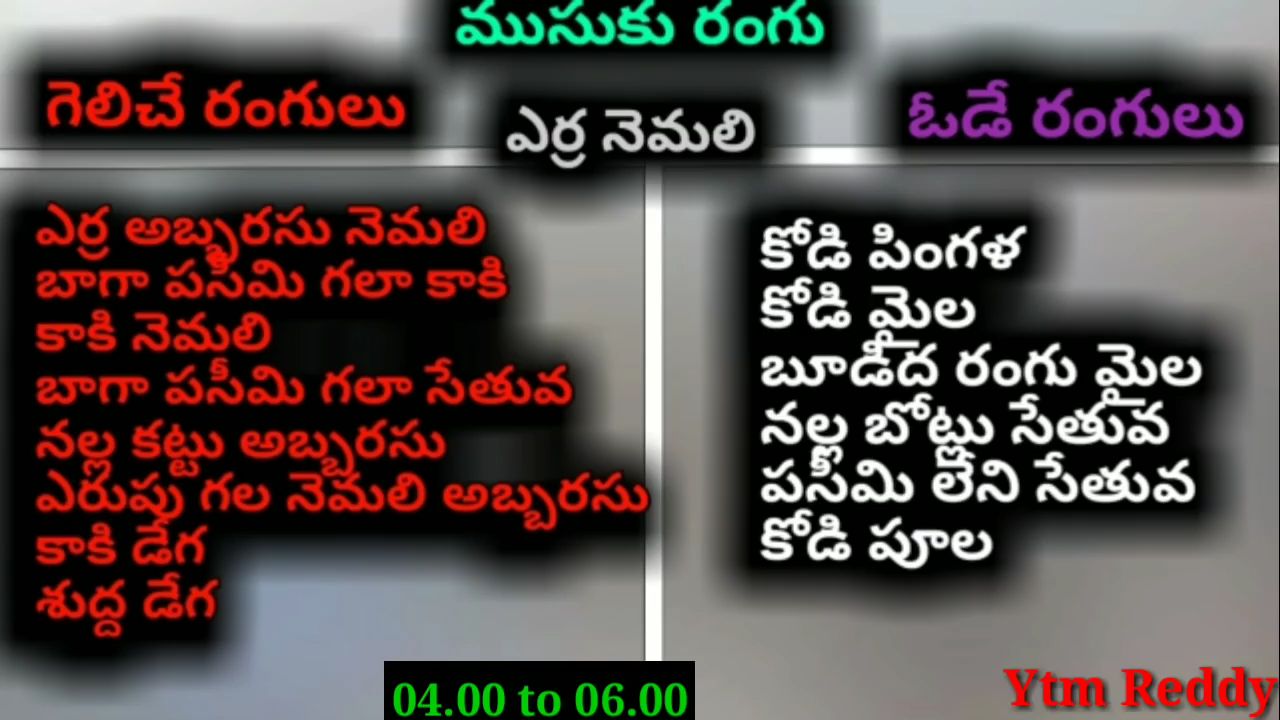 ముసుకు రంగు
గెలిచే రంగులు
ఎర్ర నెమలి
ఓడే రంగులు
ఎర్ర అబ్బరసు నెమలి
బాగా పసిమి గలా కాకి
కాకి నెమలి
బాగా పసీమి గలా సేతువ
నల్ల కట్టు అబ్బరసు
ఎరుపు గల నెమలి అబ్బరసు
కాకి డేగ
శుద్ద డేగ
కోడి పింగళ
కోడి మైల
బూడిద రంగు మైల
నల్ల బోట్లు సేతువ
పసిమి లేని సేతువ
కోడి పూల
04.00 to 06.00
Ytm Reddy